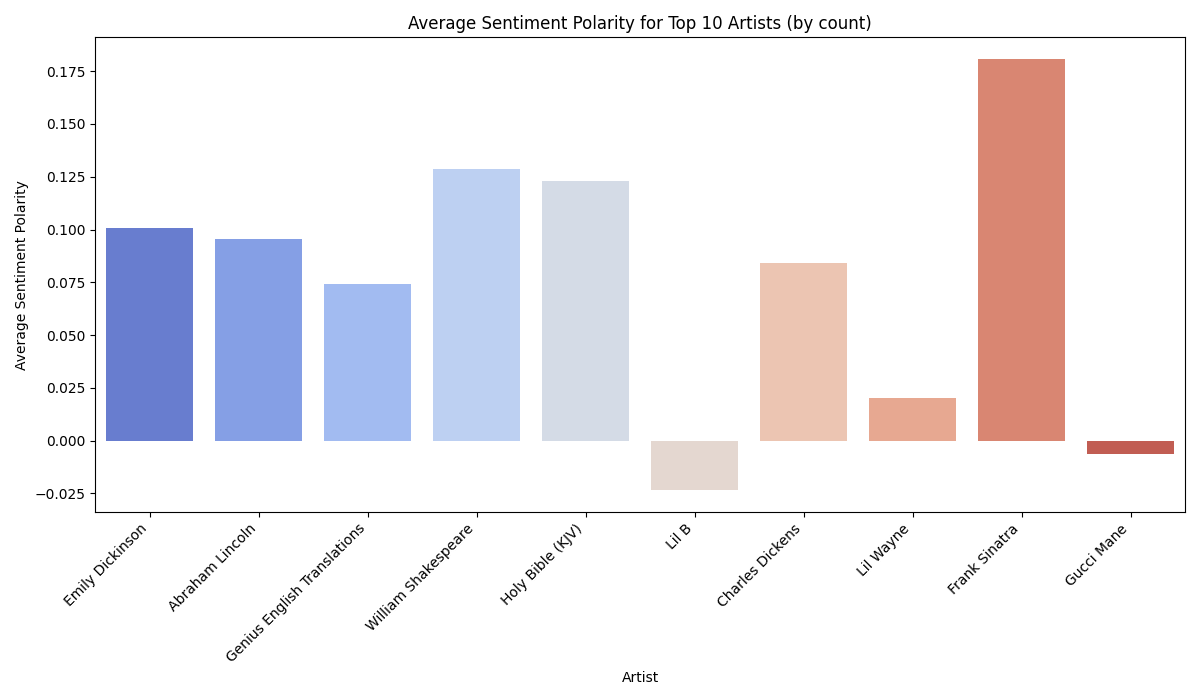 Average Sentiment Polarity for Top 10 Artists (by count)
Average Sentiment Polarity
0.175
0.150
0.125
0.100
0.075
0.050
0.025
0.000
−0.025
Emily Dickinson
Abraham Lincoln
Genius English Translations
William Shakespeare
Holy Bible (KJV)
Lil B
Charles Dickens
Lil Wayne
Frank Sinatra
Gucci Mane
Artist